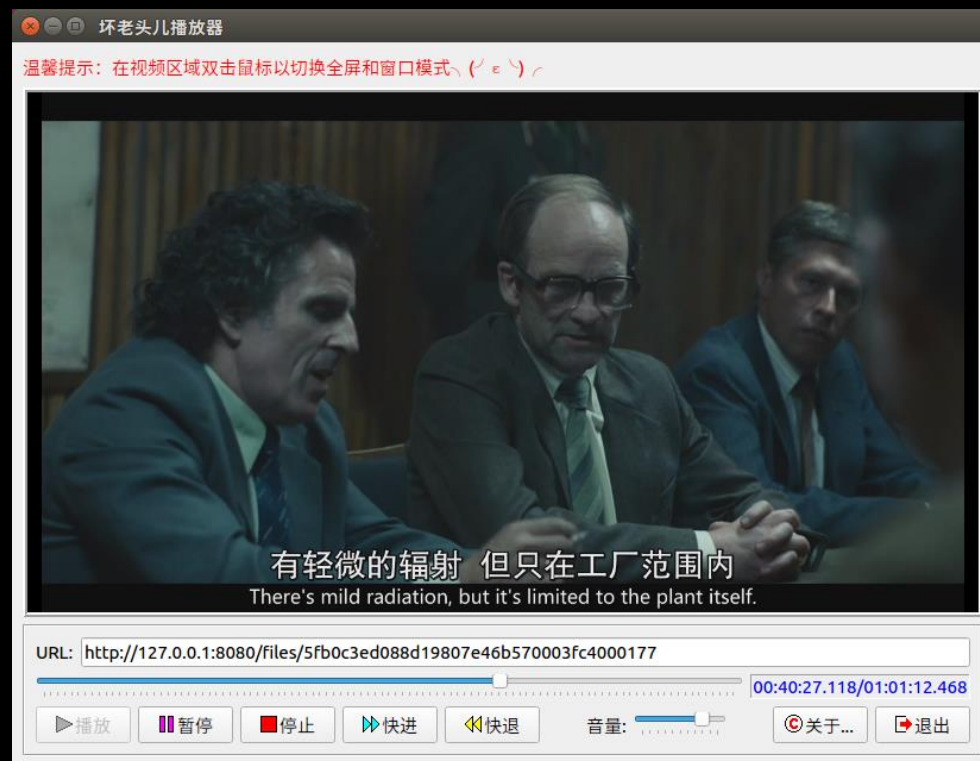 坏老头儿播放器
温馨提示：在视频区域双击鼠标以切换全屏和窗口模式╮(╯ε╰)╭
有轻微的辐射 但只在工厂范围内
There's mild radiation, but it's limited to the plant itself.
URL: http://127.0.0.1:8080/files/5fb0c3ed088d19807e46b570003fc4000177
00:40:27.118/01:01:12.468
播放 暂停 停止 快进 快退 音量: 关于... 退出